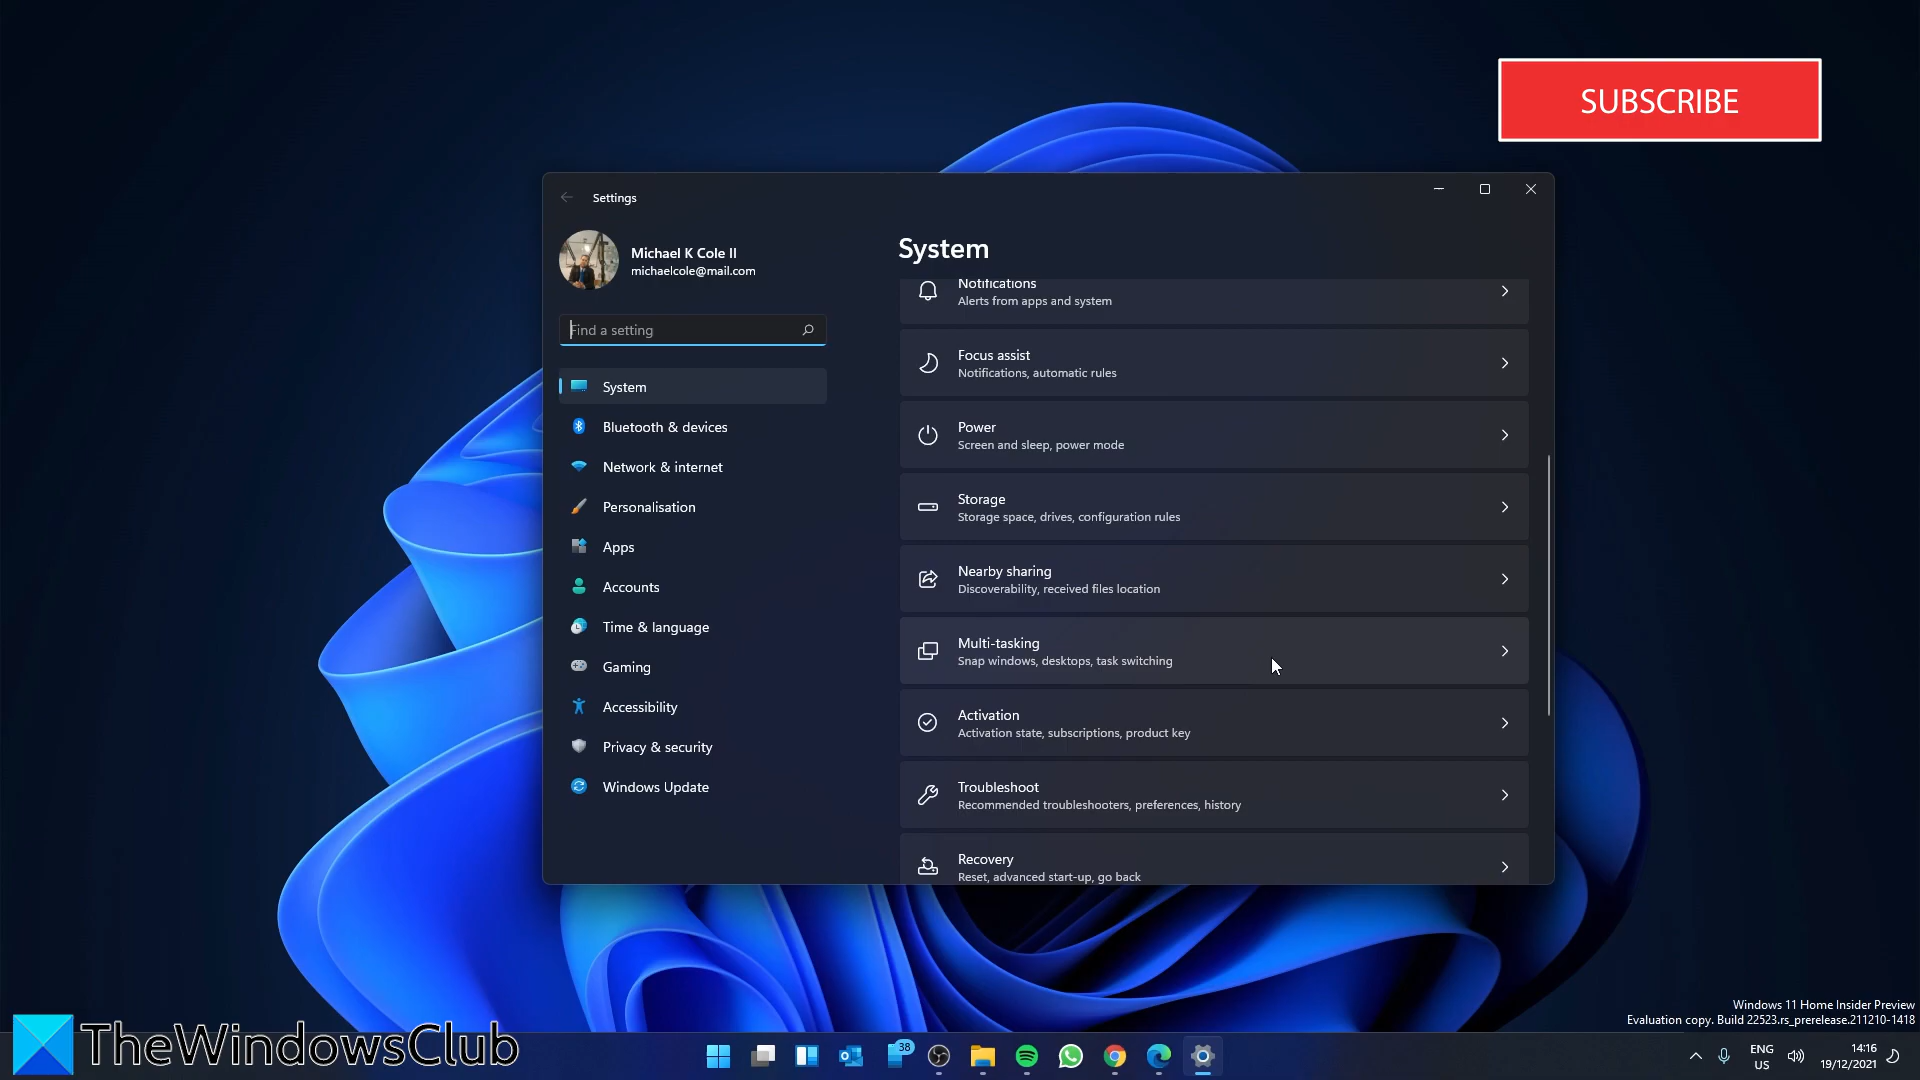 SUBSCRIBE
Settings
Michael K Cole II
michaelcole@mail.com
Find a setting
System
Bluetooth & devices
Network & internet
Personalisation
Apps
Accounts
Time & language
Gaming
Accessibility
Privacy & security
Windows Update
System
Notifications
Alerts from apps and system
Focus assist
Notifications, automatic rules
Power
Screen and sleep, power mode
Storage
Storage space, drives, configuration rules
Nearby sharing
Discoverability, received files location
Multi-tasking
Snap windows, desktops, task switching
Activation
Activation state, subscriptions, product key
Troubleshoot
Recommended troubleshooters, preferences, history
Recovery
Reset, advanced start-up, go back
Windows 11 Home Insider Preview
Evaluation copy. Build 22523.rs_prerelease.211210-1418
TheWindowsClub
38
ENG
US
14:16
19/12/2021